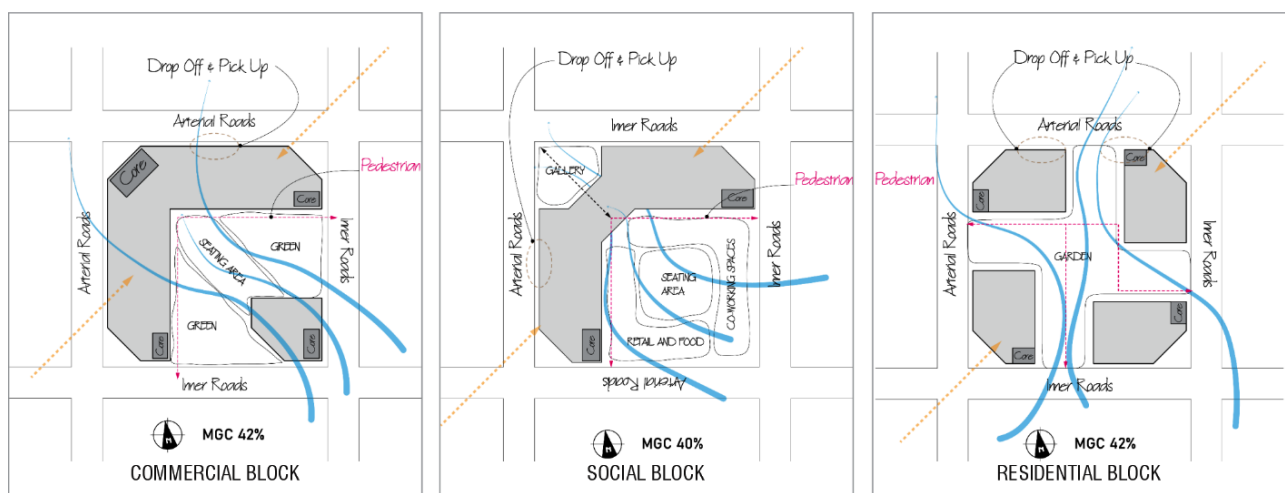 Drop Off & Pick Up
Arterial Roads
Core
Pedestrian
Core
Arterial Roads
GREEN
SEATING AREA
Inner Roads
GREEN
Core
Core
Inner Roads
MGC 42%
COMMERCIAL BLOCK
Drop Off & Pick Up
Inner Roads
GALLERY
Pedestrian
Core
Arterial Roads
SEATING
AREA
CO-WORKING SPACES
Inner Roads
RETAIL AND FOOD
Arterial Roads
MGC 40%
SOCIAL BLOCK
Drop Off & Pick Up
Arterial Roads
Core
Pedestrian
Core
Arterial Roads
GARDEN
Inner Roads
Core
Core
Inner Roads
MGC 42%
RESIDENTIAL BLOCK